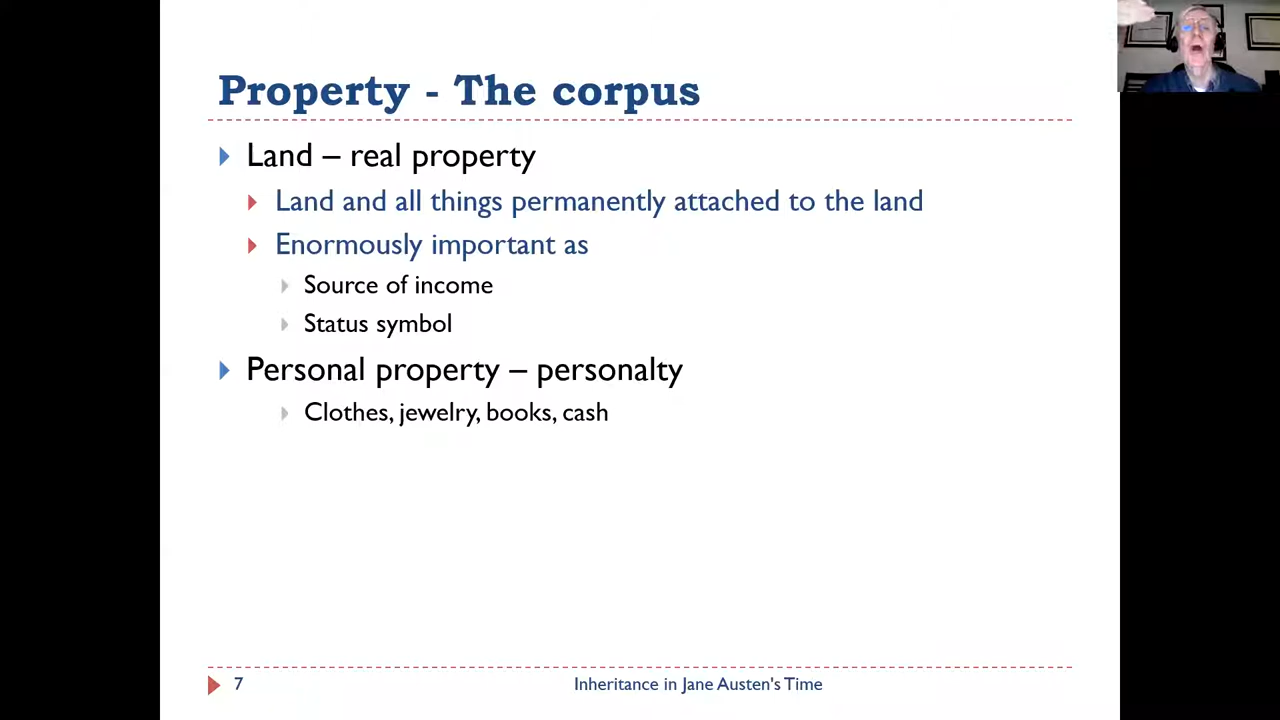 Property - The corpus
Land – real property
Land and all things permanently attached to the land
Enormously important as
Source of income
Status symbol
Personal property – personalty
Clothes, jewelry, books, cash
7
Inheritance in Jane Austen's Time